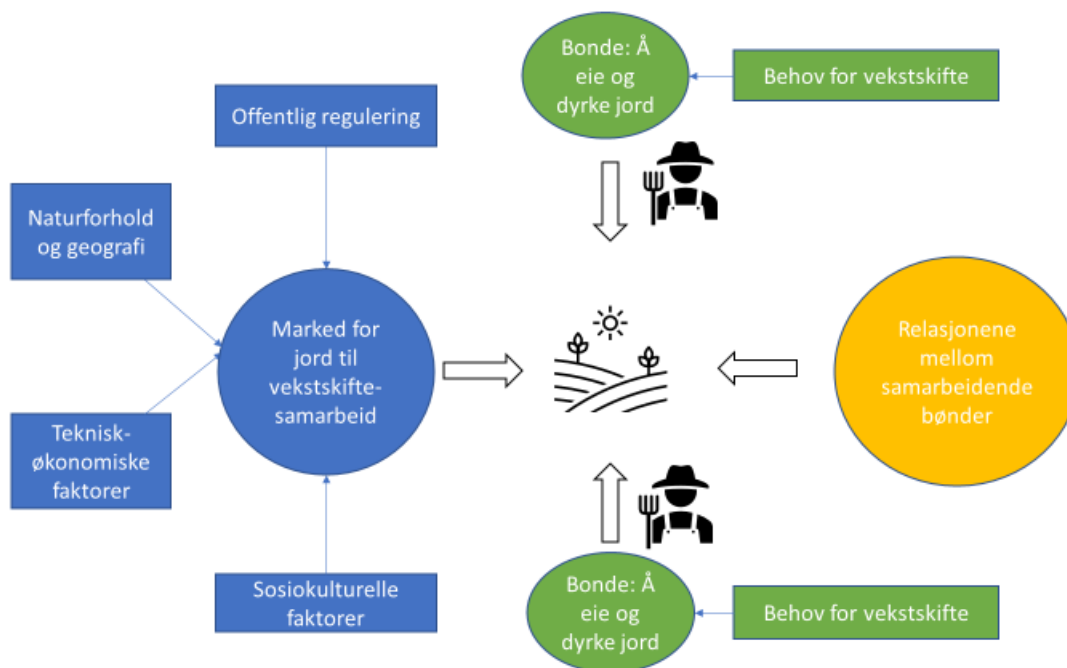 Bonde: Å
eie og
dyrke jord
Behov for vekstskifte
Offentlig regulering
Naturforhold
og geografi
Marked for
jord til
vekstskifte-
samarbeid
Relasjonene
mellom
samarbeidende
bønder
Teknisk-
økonomiske
faktorer
Sosiokulturelle
faktorer
Bonde: Å
eie og
dyrke jord
Behov for vekstskifte